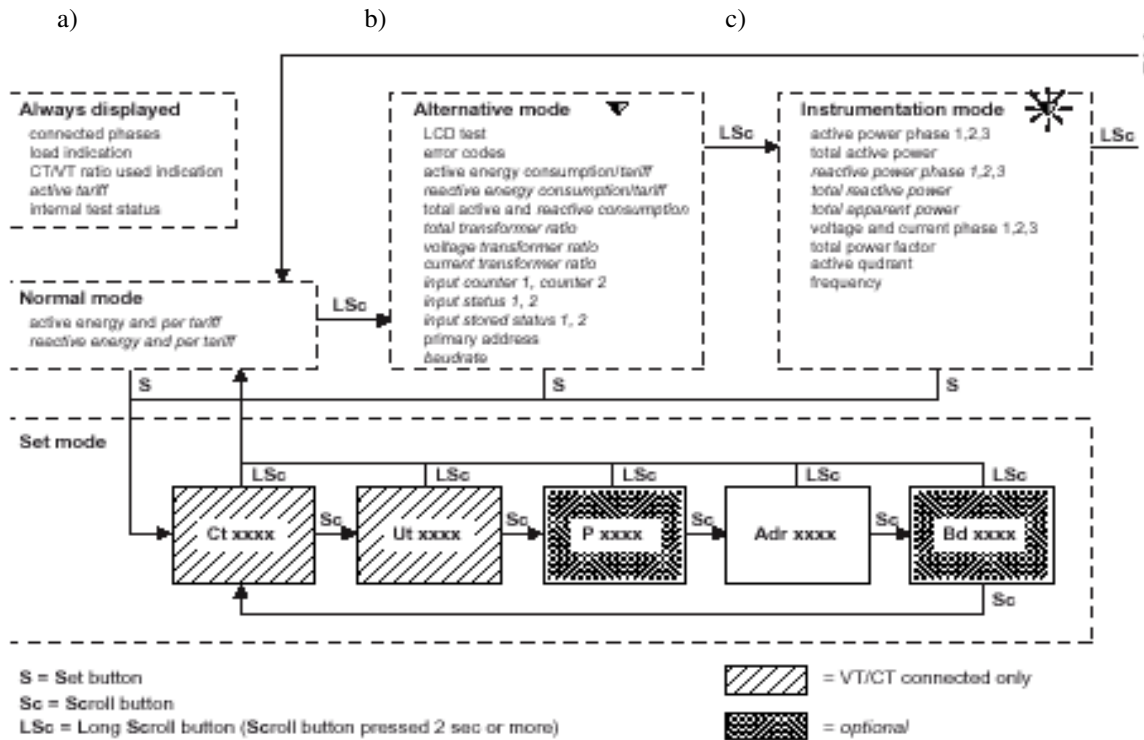 a) b) c)
Always displayed
connected phases
load indication
CT/VT ratio used indication
active tariff
internal test status
Alternative mode
LCD test
error codes
active energy consumption/tariff
reactive energy consumption/tariff
total active and reactive consumption
total transformer ratio
voltage transformer ratio
current transformer ratio
input counter 1, counter 2
input status 1, 2
input stored status 1, 2
primary address
baudrate
LSc
Instrumentation mode
active power phase 1,2,3
total active power
reactive power phase 1,2,3
total reactive power
total apparent power
voltage and current phase 1,2,3
total power factor
active qudrant
frequency
LSc
Normal mode
active energy and per tariff
reactive energy and per tariff
LSc
S S S
Set mode
LSc LSc LSc LSc LSc
Ct xxxx Sc Ut xxxx Sc P xxxx Sc Adr xxxx Sc Bd xxxx
Sc
S = Set button
Sc = Scroll button
LSc = Long Scroll button (Scroll button pressed 2 sec or more)
= VT/CT connected only
= optional